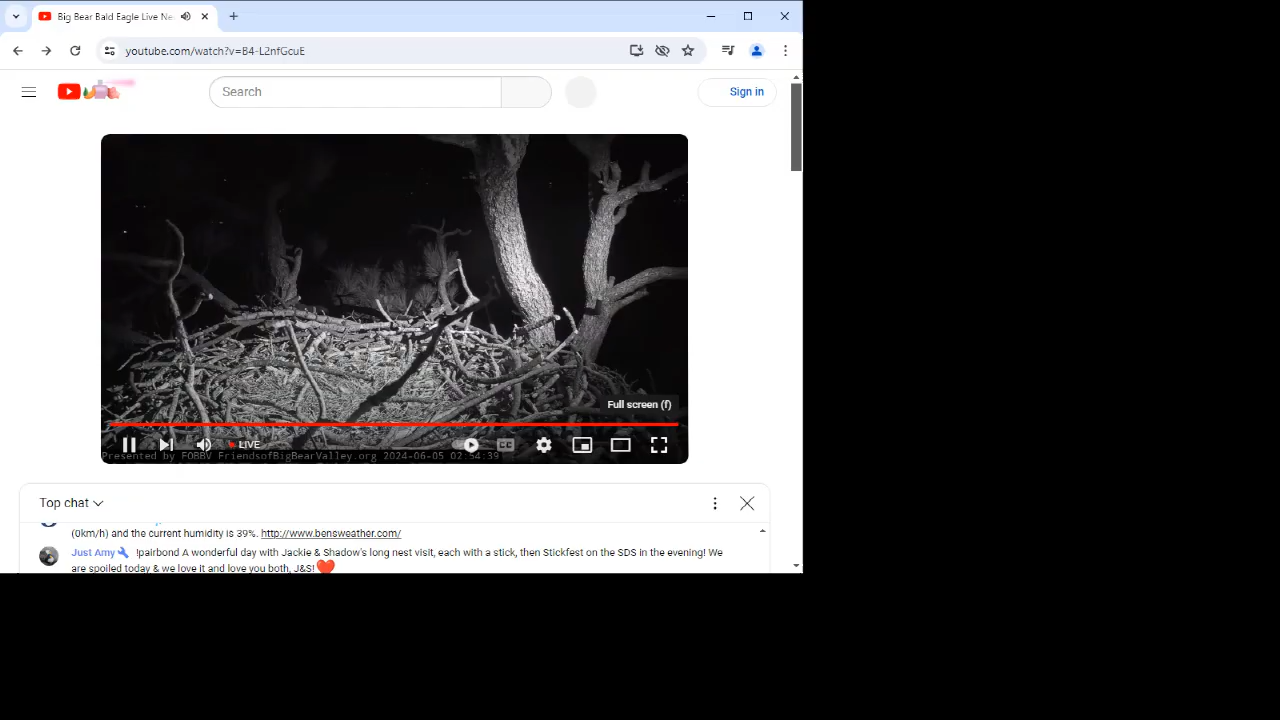 Big Bear Bald Eagle Live Ne
youtube.com/watch?v=B4-L2nfGcuE
Search
Sign in
Full screen (f)
LIVE
CC
Presented by FOBBV FriendsofBigBearValley.org 2024-06-05 02:54:39
Top chat
(0km/h) and the current humidity is 39%. http://www.bensweather.com/
Just Amy !pairbond A wonderful day with Jackie & Shadow's long nest visit, each with a stick, then Stickfest on the SDS in the evening! We
are spoiled today & we love it and love you both, J&S!